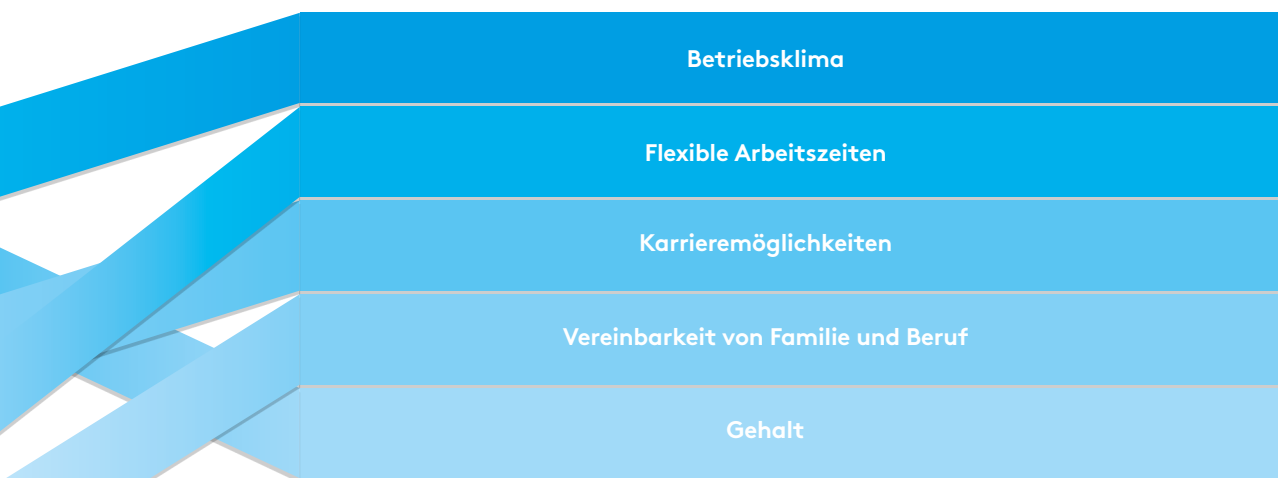 Betriebsklima
Flexible Arbeitszeiten
Karrieremöglichkeiten
Vereinbarkeit von Familie und Beruf
Gehalt